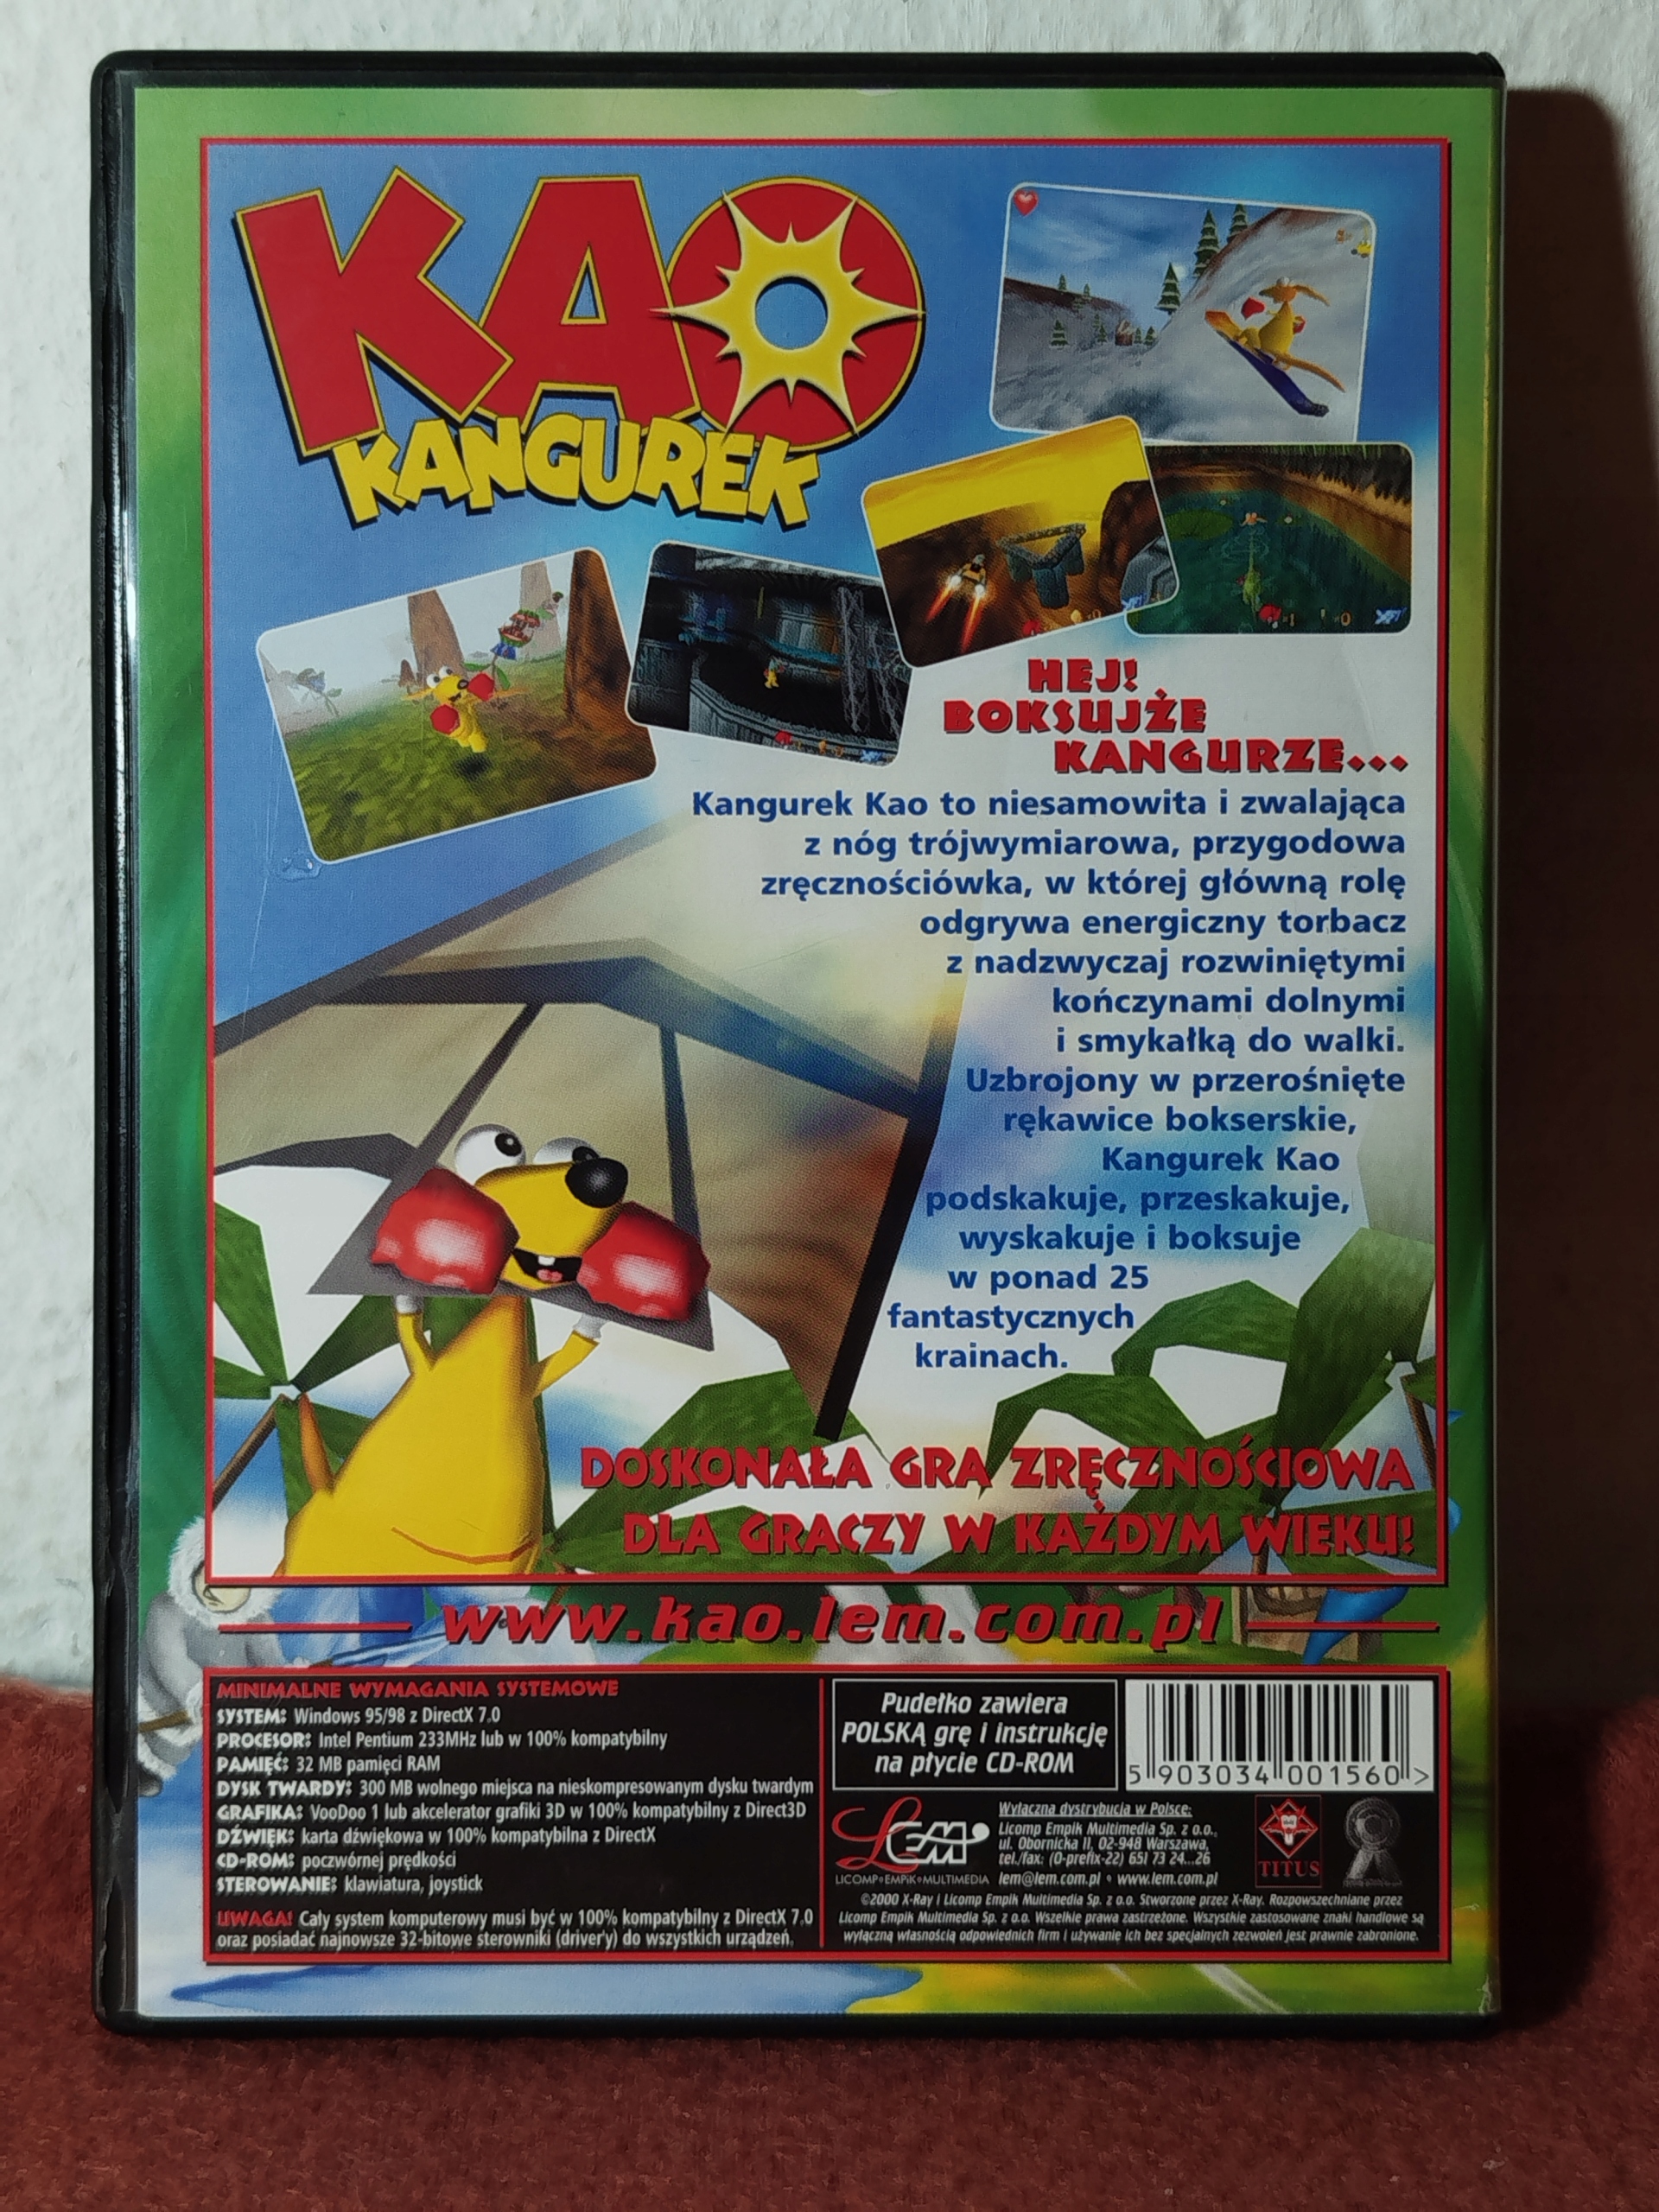 KAO
KANGUREK
HEJ!
BOKSUJŻE
KANGURZE...
Kangurek Kao to niesamowita i zwalająca
z nóg trójwymiarowa, przygodowa
zręcznościówka, w której główną rolę
odgrywa energiczny torbacz
z nadzwyczaj rozwiniętymi
kończynami dolnymi
i smykałką do walki.
Uzbrojony w przerośnięte
rękawice bokserskie,
Kangurek Kao
podskakuje, przeskakuje,
wyskakuje i boksuje
w ponad 25
fantastycznych
krainach.
DOSKONAŁA GRA ZRĘCZNOŚCIOWA
DLA GRACZY W KAŻDYM WIEKU!
www.kao.lem.com.pl
MINIMALNE WYMAGANIA SYSTEMOWE
SYSTEM: Windows 95/98 z DirectX 7.0
PROCESOR: Intel Pentium 233MHz lub w 100% kompatybilny
PAMIĘĆ: 32 MB pamięci RAM
DYSK TWARDY: 300 MB wolnego miejsca na nieskompresowanym dysku twardym
GRAFIKA: VooDoo 1 lub akcelerator grafiki 3D w 100% kompatybilny z Direct3D
DŹWIĘK: karta dźwiękowa w 100% kompatybilna z DirectX
CD-ROM: poczwórnej prędkości
STEROWANIE: klawiatura, joystick
UWAGA! Cały system komputerowy musi być w 100% kompatybilny z DirectX 7.0
oraz posiadać najnowsze 32-bitowe sterowniki (driver'y) do wszystkich urządzeń.
Pudełko zawiera
POLSKĄ grę i instrukcję
na płycie CD-ROM
5 903034 001560 >
LEM
LICOMP•EMPIK•MULTIMEDIA
Wyłączna dystrybucja w Polsce:
Licomp Empik Multimedia Sp. z o.o.,
ul. Obornicka 11, 02-948 Warszawa,
tel./fax: (0-prefix-22) 651 73 24...26
lem@lem.com.pl • www.lem.com.pl
TITUS
©2000 X-Ray i Licomp Empik Multimedia Sp. z o.o. Stworzone przez X-Ray. Rozpowszechniane przez
Licomp Empik Multimedia Sp. z o.o. Wszelkie prawa zastrzeżone. Wszystkie zastosowane znaki handlowe są
wyłączną własnością odpowiednich firm i używanie ich bez specjalnych zezwoleń jest prawnie zabronione.